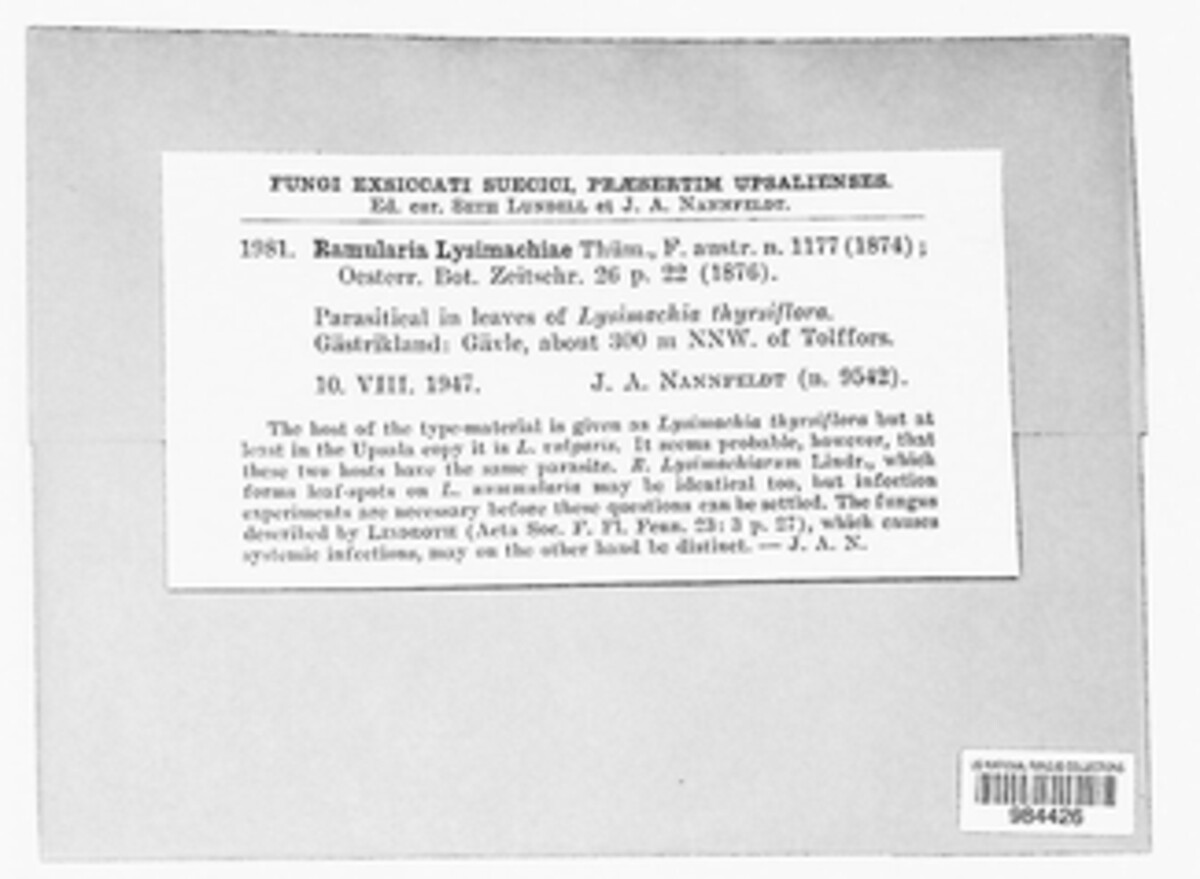 FUNGI EXSICCATI SUECICI, PRÆSERTIM UPSALIENSES.
Ed. cur. SETH LUNDELL et J. A. NANNFELDT.
1981. Ramularia Lysimachiae Thüm., F. austr. n. 1177 (1874);
Oesterr. Bot. Zeitschr. 26 p. 22 (1876).
Parasitical in leaves of Lysimachia thyrsiflora.
Gästrikland: Gävle, about 300 m NNW. of Tolffors.
10. VIII. 1947. J. A. NANNFELDT (n. 9542).
The host of the type-material is given as Lysimachia thyrsiflora but at
least in the Upsala copy it is L. vulgaris. It seems probable, however, that
these two hosts have the same parasite. R. Lysimachiarum Lindr., which
forms leaf-spots on L. nummularia may be identical too, but infection
experiments are necessary before these questions can be settled. The fungus
described by LINDROTH (Acta Soc. F. Fl. Fenn. 23: 3 p. 27), which causes
systemic infections, may on the other hand be distinct. — J. A. N.
US NATIONAL FUNGUS COLLECTIONS
984426